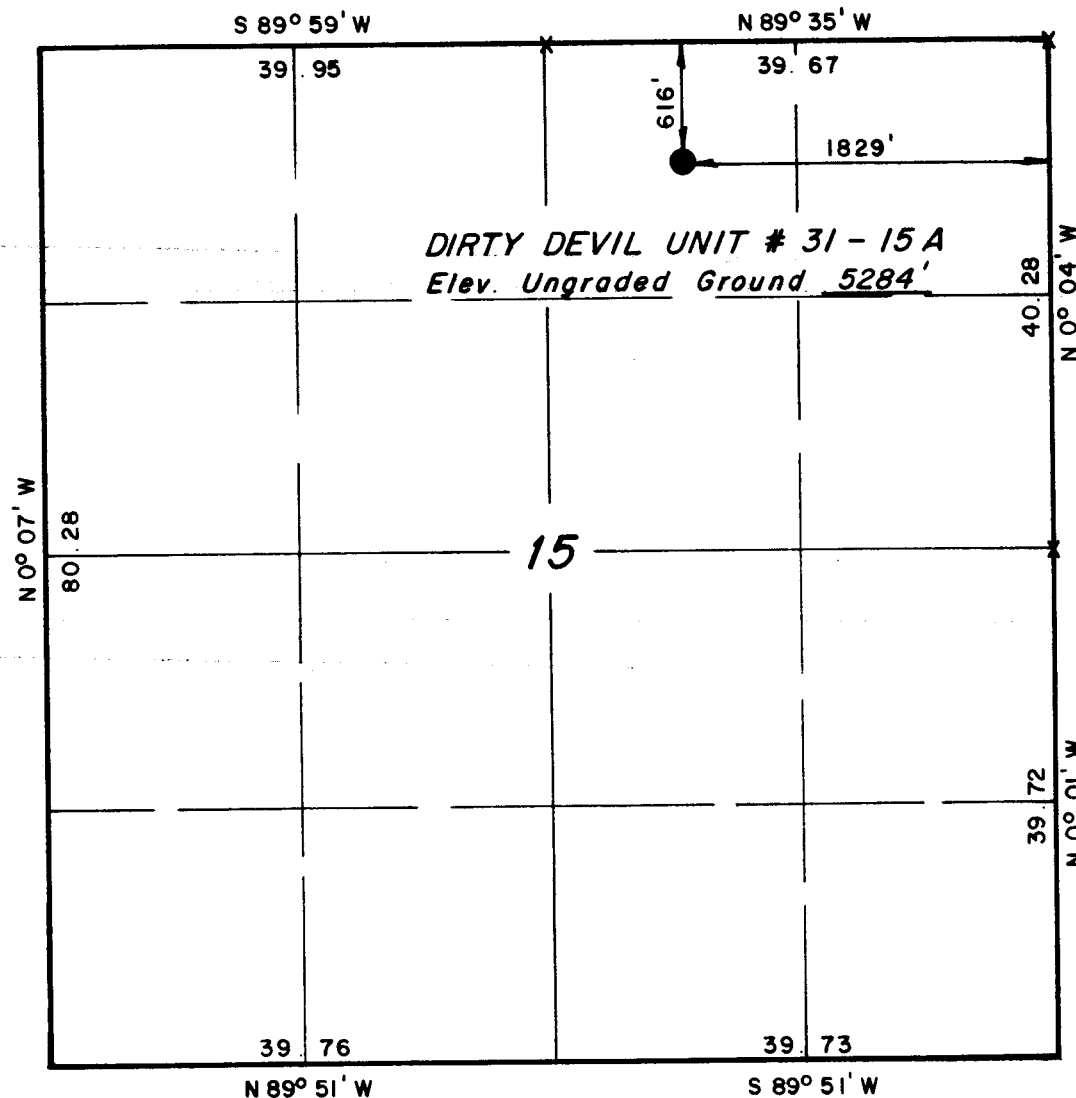 S 89° 59' W
N 89° 35' W
39.95
39.67
616'
1829'
DIRTY DEVIL UNIT # 31 - 15 A
Elev. Ungraded Ground 5284'
40.28
N 0° 04' W
N 0° 07' W
80.28
15
39.72
N 0° 01' W
39.76
39.73
N 89° 51' W
S 89° 51' W